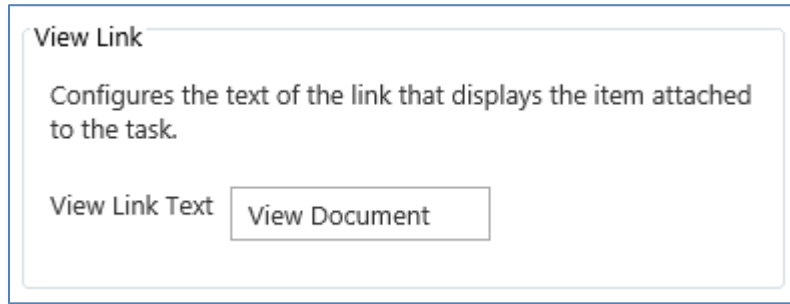 View Link
Configures the text of the link that displays the item attached
to the task.
View Link Text View Document